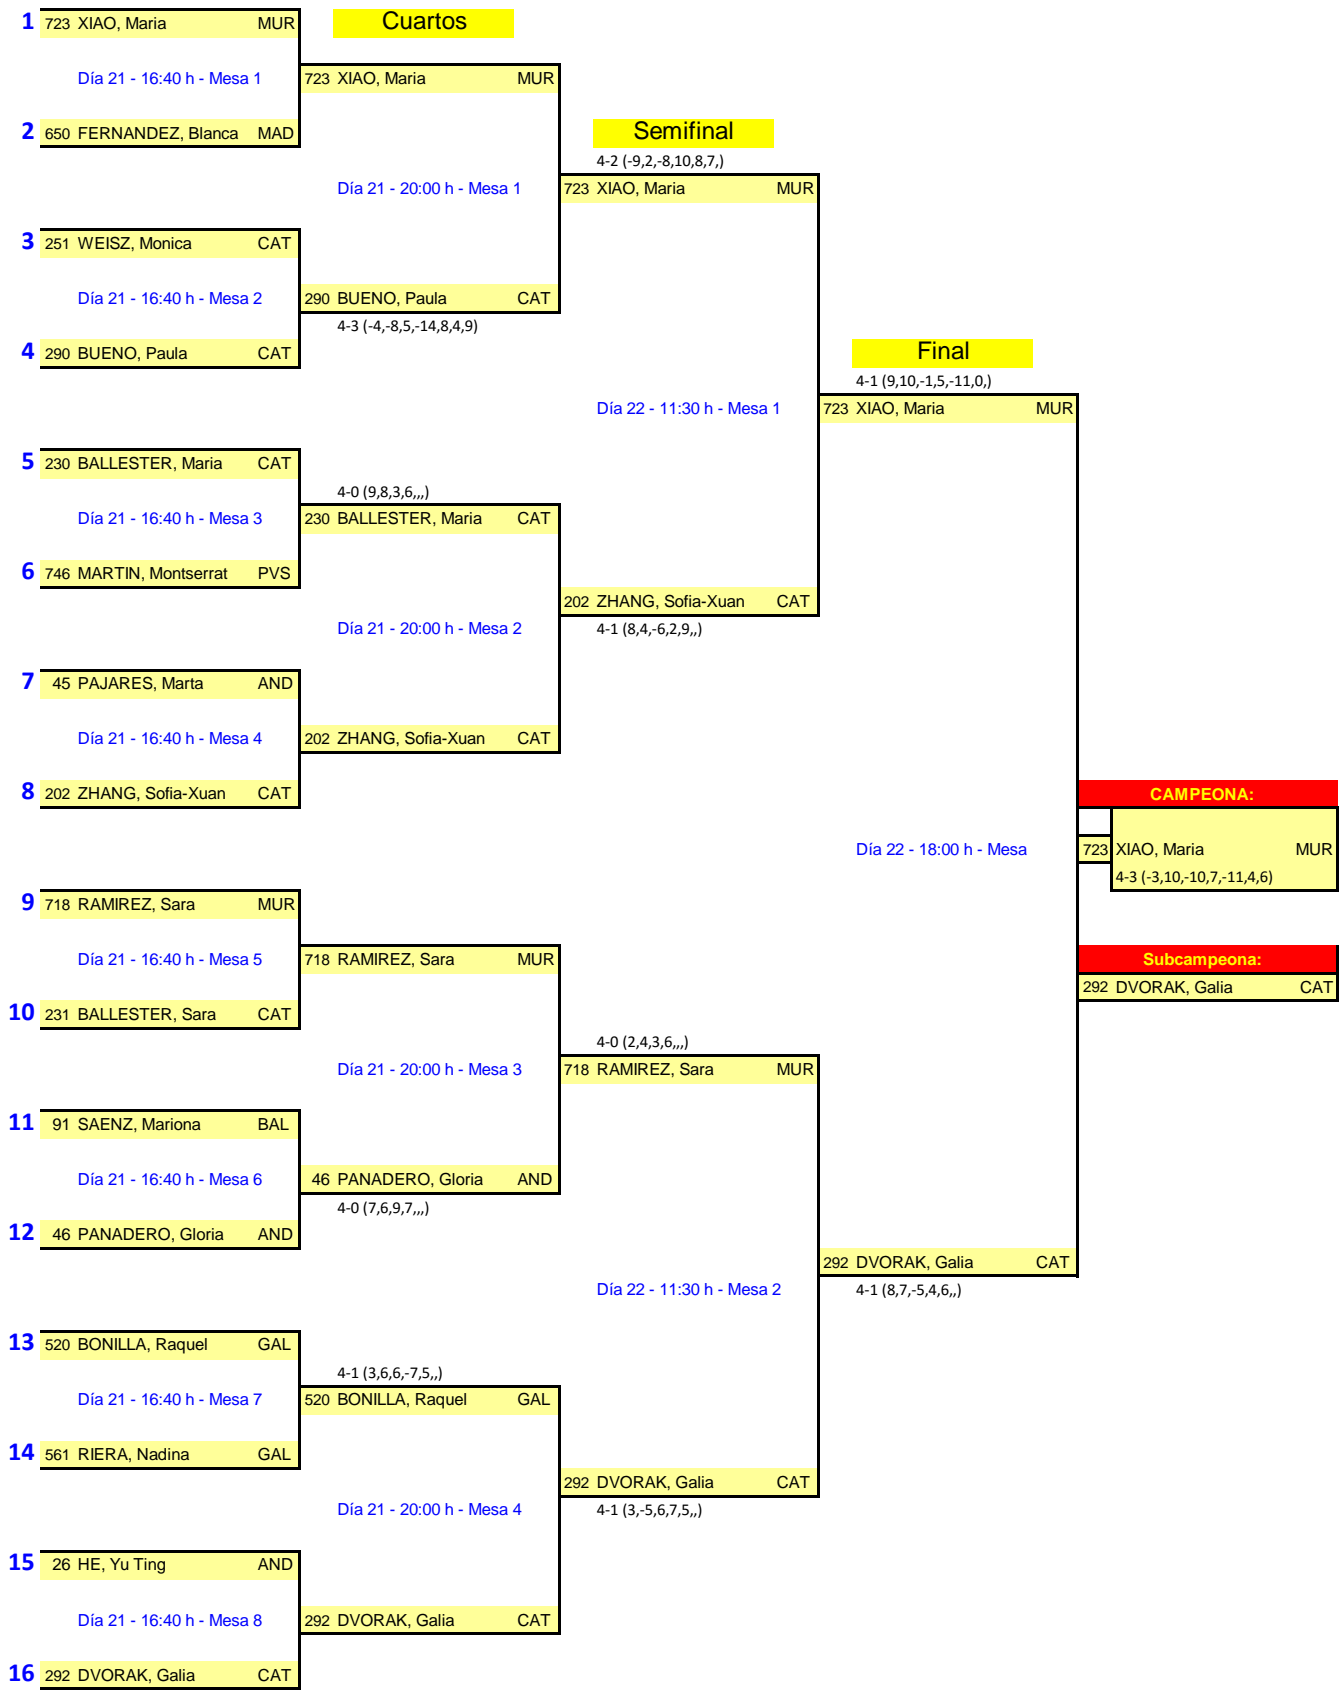 1 723 XIAO, Maria MUR Cuartos
Día 21 - 16:40 h - Mesa 1 723 XIAO, Maria MUR
2 650 FERNANDEZ, Blanca MAD Semifinal
4-2 (-9,2,-8,10,8,7,)
Día 21 - 20:00 h - Mesa 1 723 XIAO, Maria MUR
3 251 WEISZ, Monica CAT
Día 21 - 16:40 h - Mesa 2 290 BUENO, Paula CAT
4-3 (-4,-8,5,-14,8,4,9)
4 290 BUENO, Paula CAT Final
4-1 (9,10,-1,5,-11,0,)
Día 22 - 11:30 h - Mesa 1 723 XIAO, Maria MUR
5 230 BALLESTER, Maria CAT
4-0 (9,8,3,6,,,)
Día 21 - 16:40 h - Mesa 3 230 BALLESTER, Maria CAT
6 746 MARTIN, Montserrat PVS
202 ZHANG, Sofia-Xuan CAT
Día 21 - 20:00 h - Mesa 2 4-1 (8,4,-6,2,9,,)
7 45 PAJARES, Marta AND
Día 21 - 16:40 h - Mesa 4 202 ZHANG, Sofia-Xuan CAT
8 202 ZHANG, Sofia-Xuan CAT CAMPEONA:
Día 22 - 18:00 h - Mesa 723 XIAO, Maria MUR
4-3 (-3,10,-10,7,-11,4,6)
9 718 RAMIREZ, Sara MUR
Día 21 - 16:40 h - Mesa 5 718 RAMIREZ, Sara MUR Subcampeona:
292 DVORAK, Galia CAT
10 231 BALLESTER, Sara CAT
4-0 (2,4,3,6,,,)
Día 21 - 20:00 h - Mesa 3 718 RAMIREZ, Sara MUR
11 91 SAENZ, Mariona BAL
Día 21 - 16:40 h - Mesa 6 46 PANADERO, Gloria AND
4-0 (7,6,9,7,,,)
12 46 PANADERO, Gloria AND
292 DVORAK, Galia CAT
Día 22 - 11:30 h - Mesa 2 4-1 (8,7,-5,4,6,,)
13 520 BONILLA, Raquel GAL
4-1 (3,6,6,-7,5,,)
Día 21 - 16:40 h - Mesa 7 520 BONILLA, Raquel GAL
14 561 RIERA, Nadina GAL
292 DVORAK, Galia CAT
Día 21 - 20:00 h - Mesa 4 4-1 (3,-5,6,7,5,,)
15 26 HE, Yu Ting AND
Día 21 - 16:40 h - Mesa 8 292 DVORAK, Galia CAT
16 292 DVORAK, Galia CAT